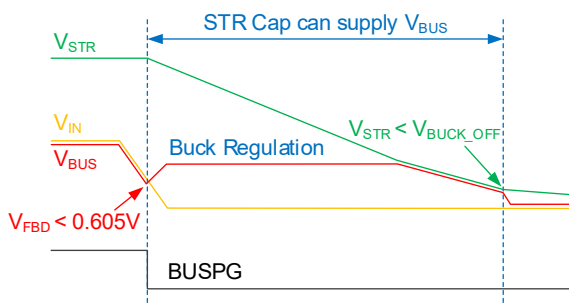 STR Cap can supply VBUS
VSTR
VIN
VBUS
Buck Regulation
VSTR < VBUCK_OFF
VFBD < 0.605V
BUSPG